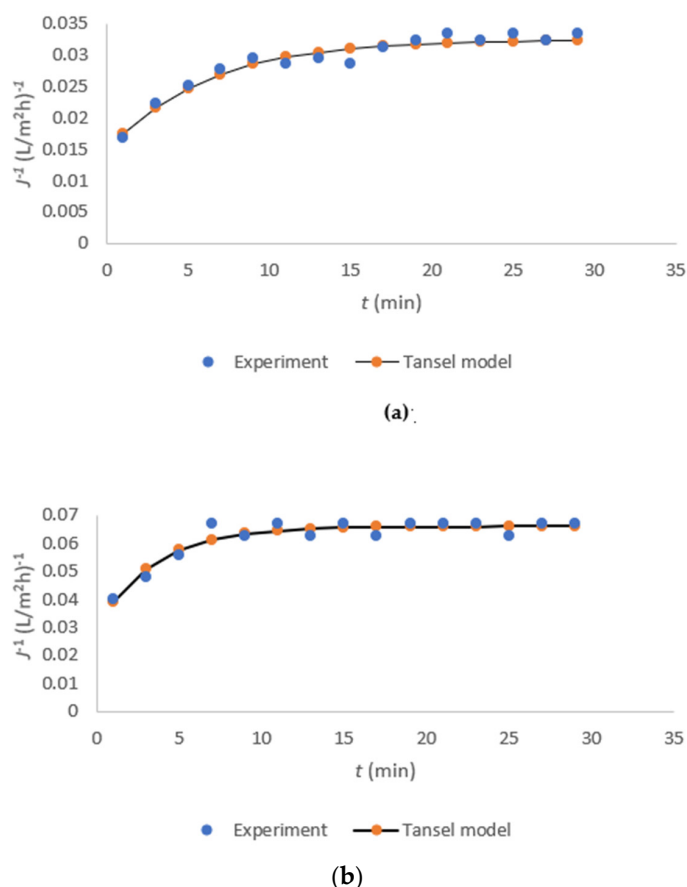 0.035
0.03
0.025
0.02
0.015
0.01
0.005
0
J⁻¹ (L/m²h)⁻¹
0 5 10 15 20 25 30 35
t (min)
Experiment Tansel model
(a) ;
0.07
0.06
0.05
0.04
0.03
0.02
0.01
0
J⁻¹ (L/m²h)⁻¹
0 5 10 15 20 25 30 35
t (min)
Experiment Tansel model
(b)